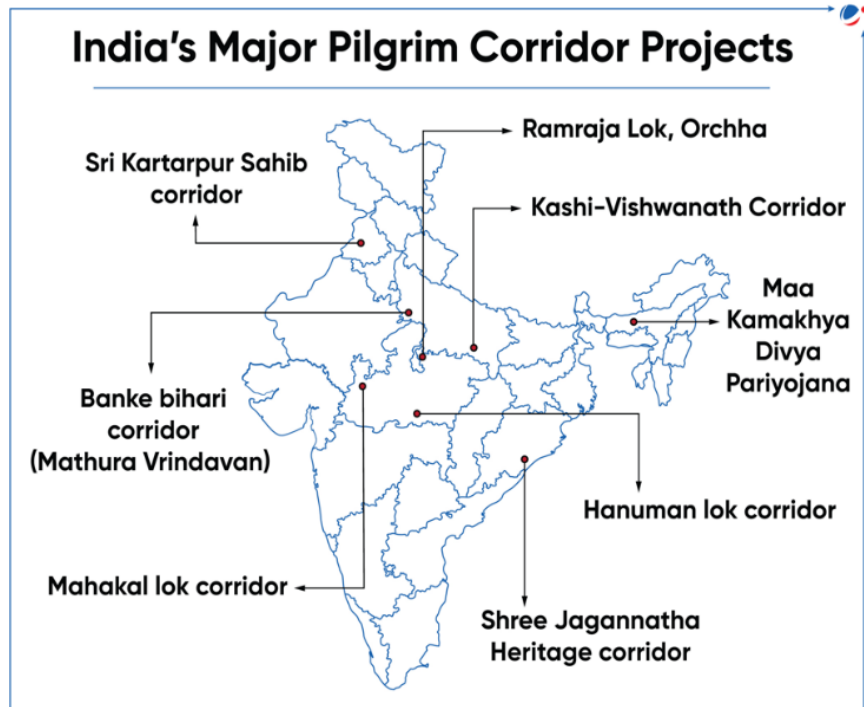 India's Major Pilgrim Corridor Projects
Ramraja Lok, Orchha
Sri Kartarpur Sahib
corridor
Kashi-Vishwanath Corridor
Maa
Kamakhya
Divya
Pariyojana
Banke bihari
corridor
(Mathura Vrindavan)
Hanuman lok corridor
Mahakal lok corridor
Shree Jagannatha
Heritage corridor